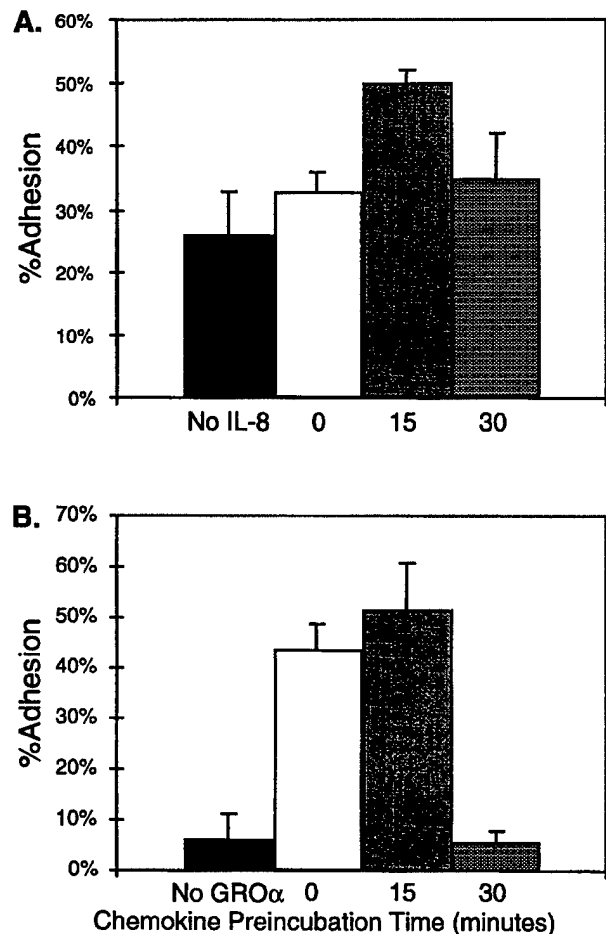 A.
60%
50%
40%
30%
20%
10%
0%
%Adhesion
No IL-8 0 15 30
B.
70%
60%
50%
40%
30%
20%
10%
0%
%Adhesion
No GROα 0 15 30
Chemokine Preincubation Time (minutes)